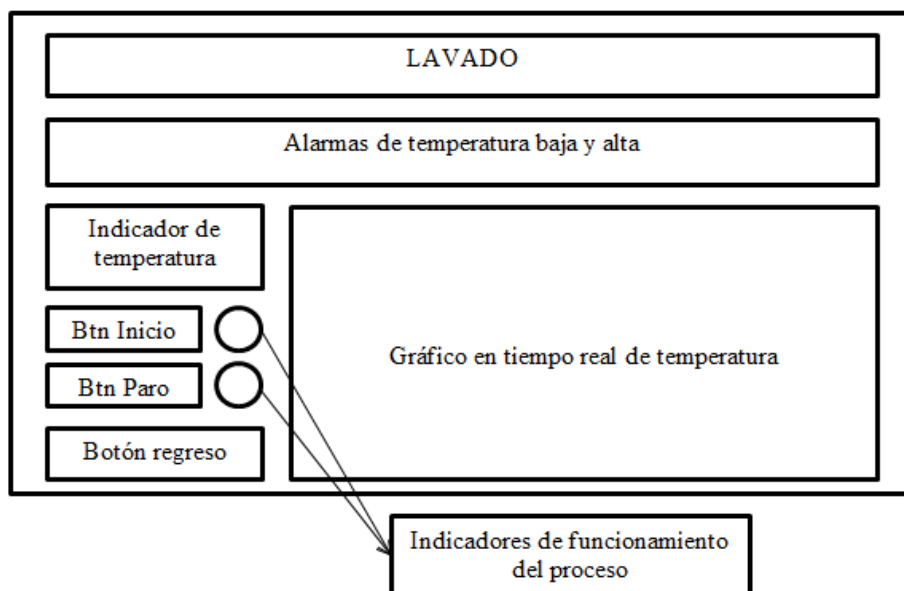 LAVADO
Alarmas de temperatura baja y alta
Indicador de
temperatura
Btn Inicio
Btn Paro
Botón regreso
Gráfico en tiempo real de temperatura
Indicadores de funcionamiento
del proceso